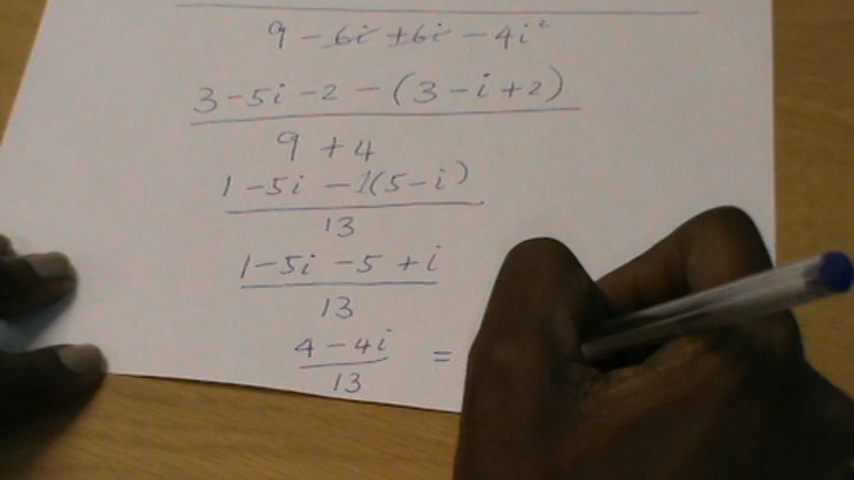 9 - 6i + 6i - 4i²
3 - 5i - 2 - (3 - i + 2)
9 + 4
1 - 5i - 1(5 - i)
13
1 - 5i - 5 + i
13
4 - 4i
13
=